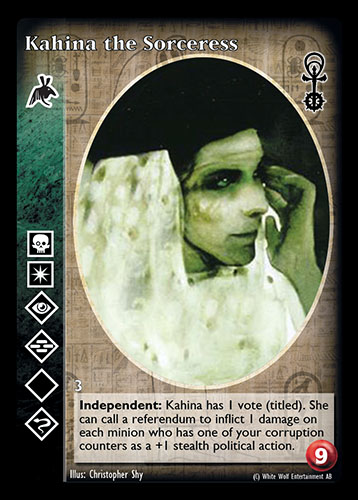 Kahina the Sorceress
3
Independent: Kahina has 1 vote (titled). She
can call a referendum to inflict 1 damage on
each minion who has one of your corruption
counters as a +1 stealth political action.
9
Illus: Christopher Shy
(C) White Wolf Entertainment AB